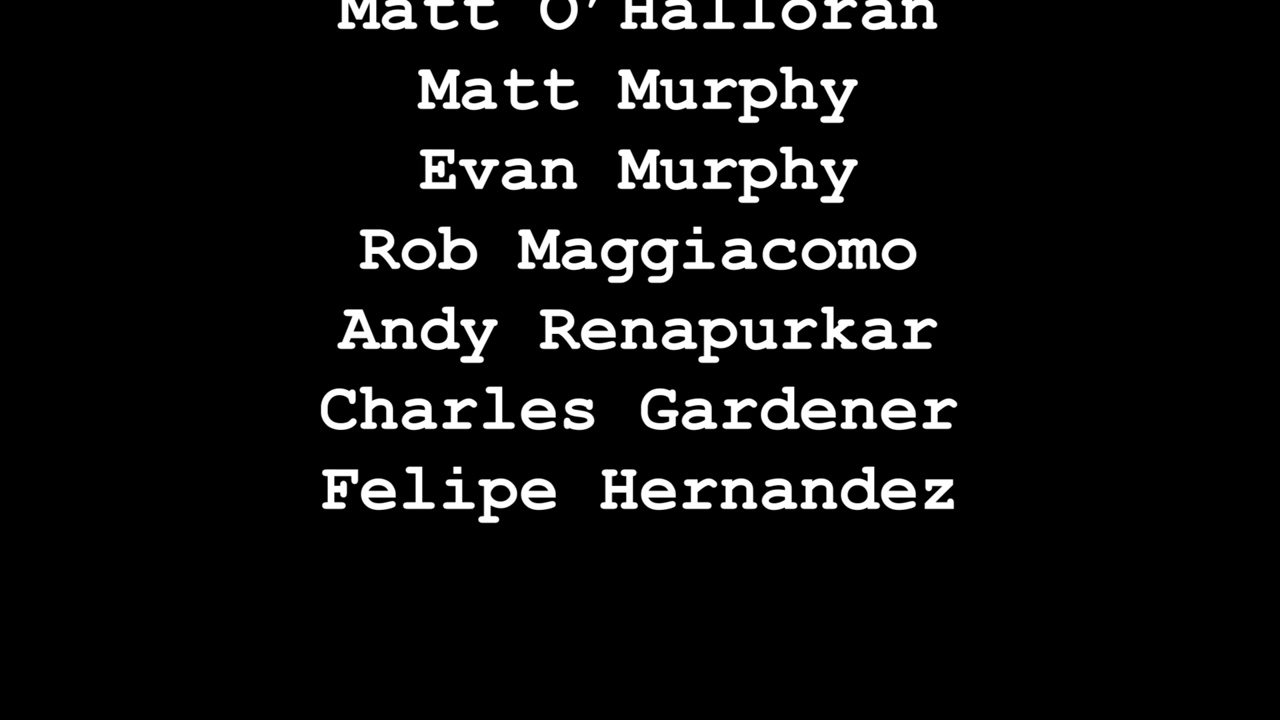 Matt O’Halloran
Matt Murphy
Evan Murphy
Rob Maggiacomo
Andy Renapurkar
Charles Gardener
Felipe Hernandez